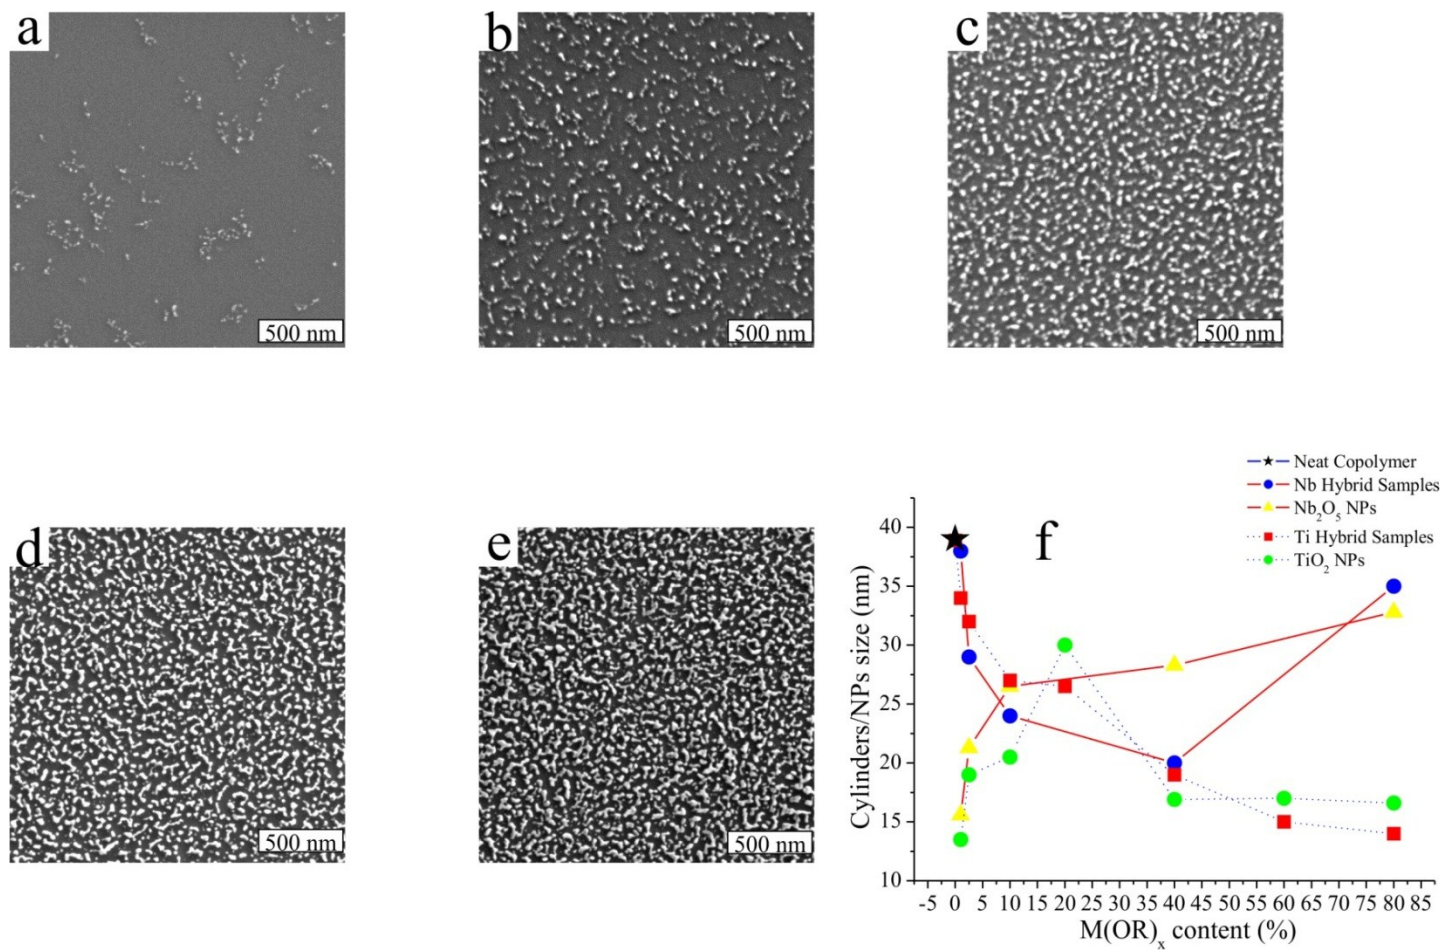 a
b
c
500 nm
500 nm
500 nm
d
e
500 nm
500 nm
f
Neat Copolymer
Nb Hybrid Samples
Nb₂O₅ NPs
Ti Hybrid Samples
TiO₂ NPs
Cylinders/NPs size (nm)
40
35
30
25
20
15
10
-5 0 5 10 15 20 25 30 35 40 45 50 55 60 65 70 75 80 85
M(OR)ₓ content (%)